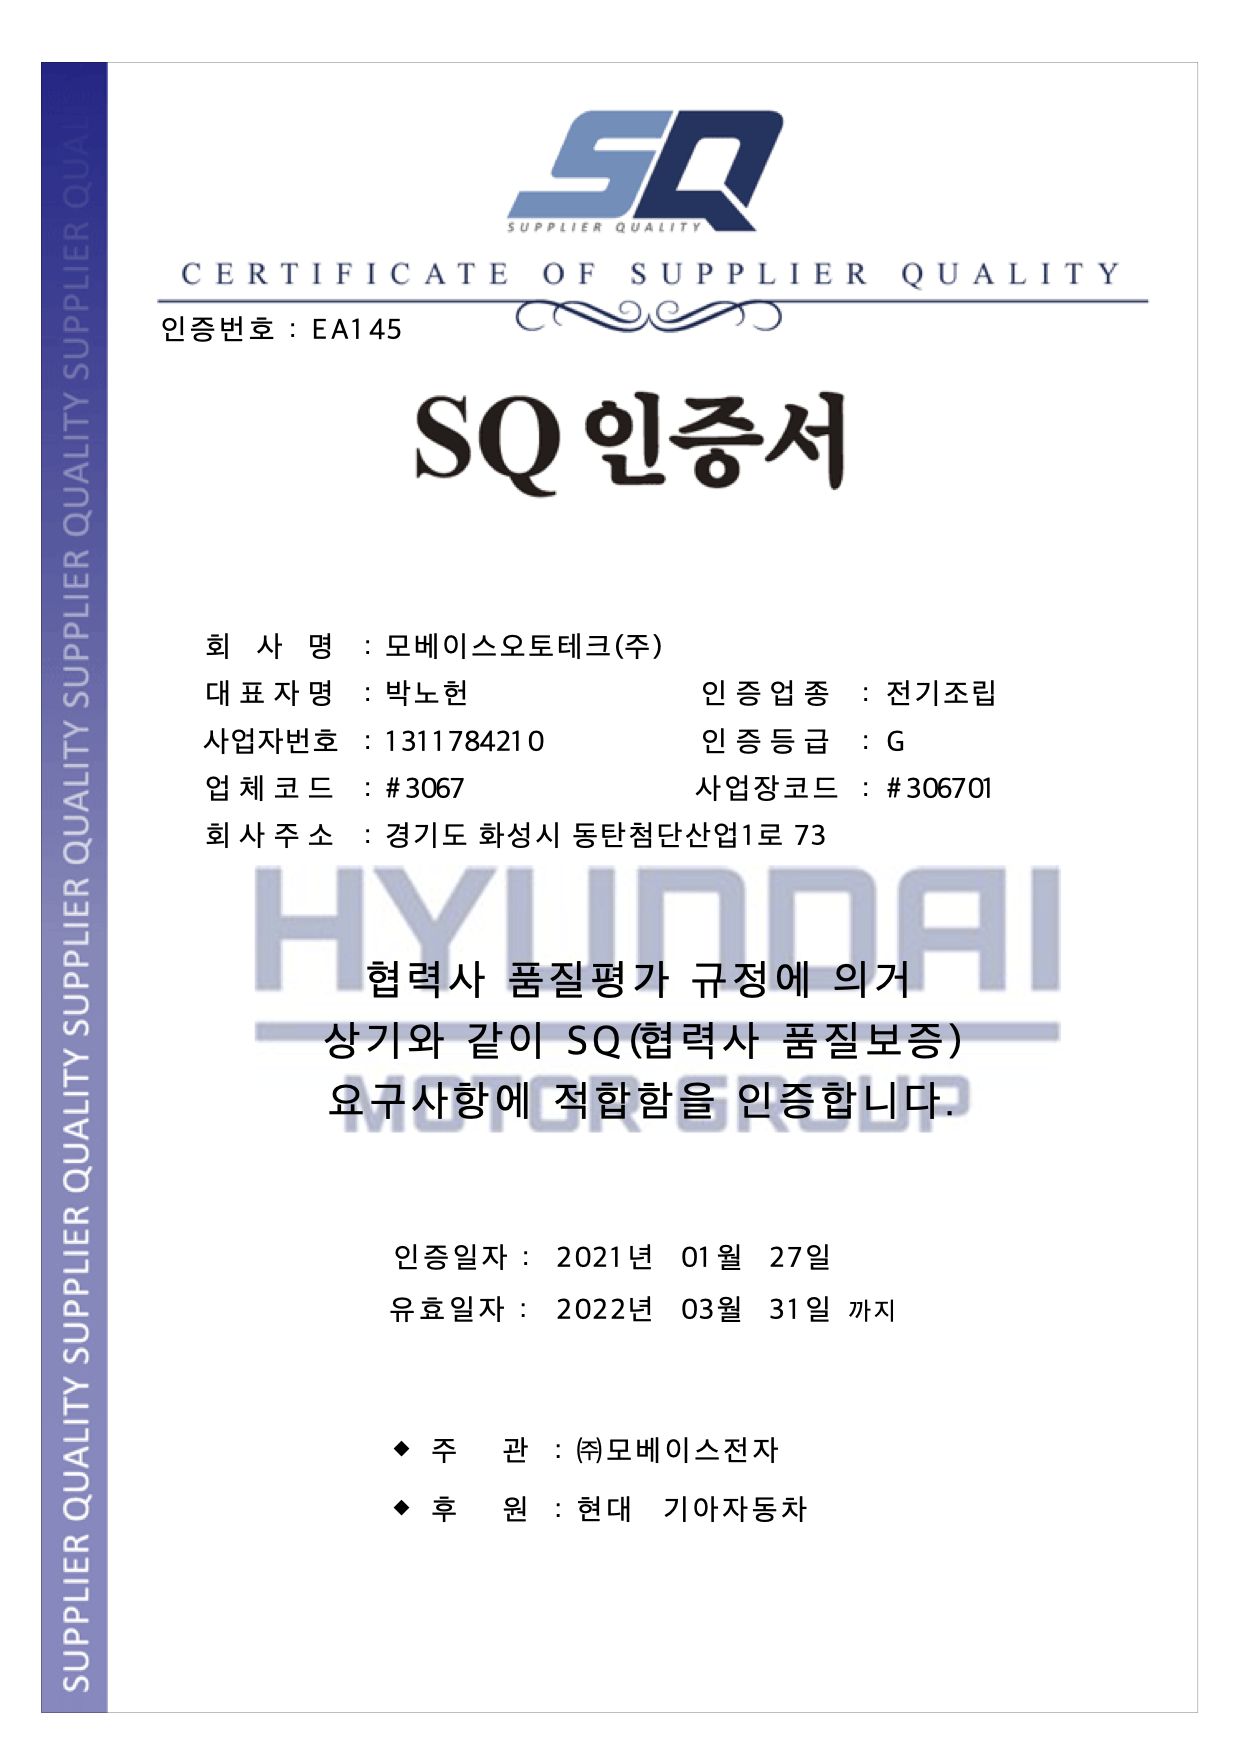 SQ
SUPPLIER QUALITY
CERTIFICATE OF SUPPLIER QUALITY
인증번호 : EA145
SQ 인증서
회 사 명 : 모베이스오토테크(주)
대표자명 : 박노헌 인증업종 : 전기조립
사업자번호 : 1311784210 인증등급 : G
업체코드 : #3067 사업장코드 : #306701
회사주소 : 경기도 화성시 동탄첨단산업1로 73
HYUNDAI
MOTOR GROUP
협력사 품질평가 규정에 의거
상기와 같이 SQ(협력사 품질보증)
요구사항에 적합함을 인증합니다.
인증일자 : 2021년 01월 27일
유효일자 : 2022년 03월 31일 까지
◆ 주 관 : ㈜모베이스전자
◆ 후 원 : 현대 기아자동차
SUPPLIER QUALITY SUPPLIER QUALITY SUPPLIER QUALITY SUPPLIER QUALITY SUPPLIER QUALITY SUPPLIER QUALI